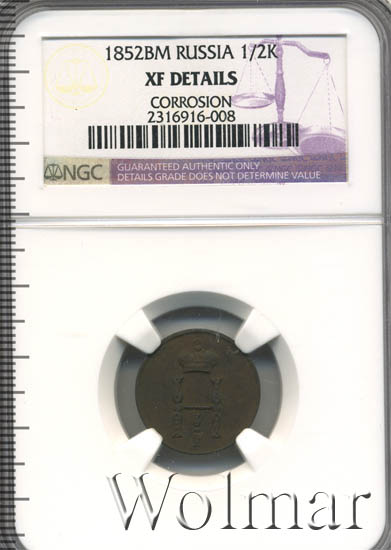 1852BM RUSSIA 1/2K
XF DETAILS
CORROSION
2316916-008
NGC
GUARANTEED AUTHENTIC ONLY
DETAILS GRADE DOES NOT DETERMINE VALUE
Wolmar